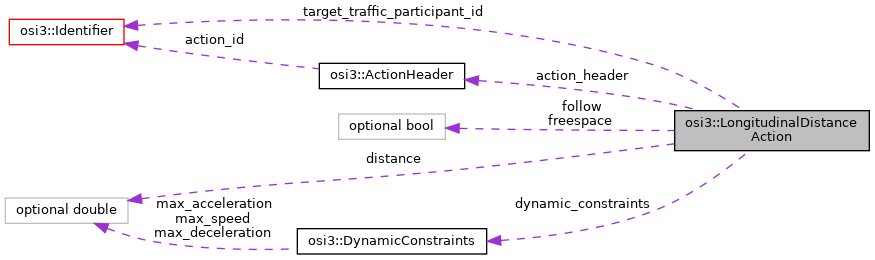 target_traffic_participant_id
osi3::Identifier
action_id
osi3::ActionHeader
action_header
follow
freespace
optional bool
osi3::LongitudinalDistance
Action
distance
optional double
max_acceleration
max_speed
max_deceleration
dynamic_constraints
osi3::DynamicConstraints